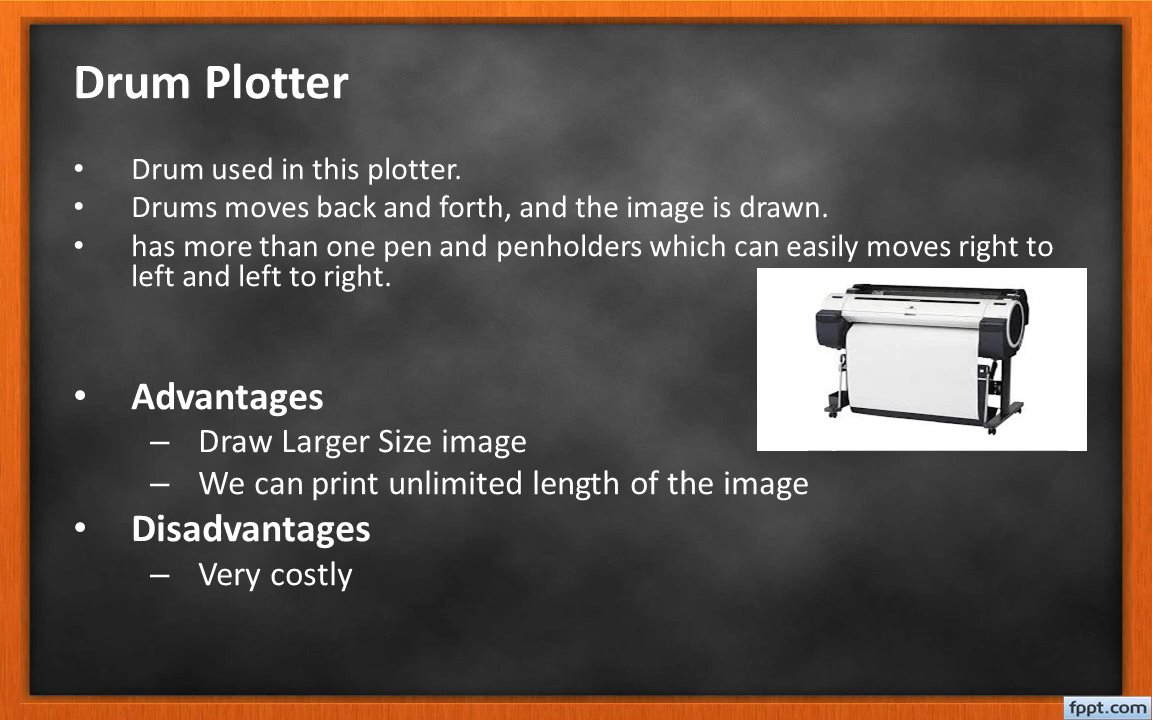 Drum Plotter
• Drum used in this plotter.
• Drums moves back and forth, and the image is drawn.
• has more than one pen and penholders which can easily moves right to
left and left to right.
• Advantages
– Draw Larger Size image
– We can print unlimited length of the image
• Disadvantages
– Very costly
fppt.com